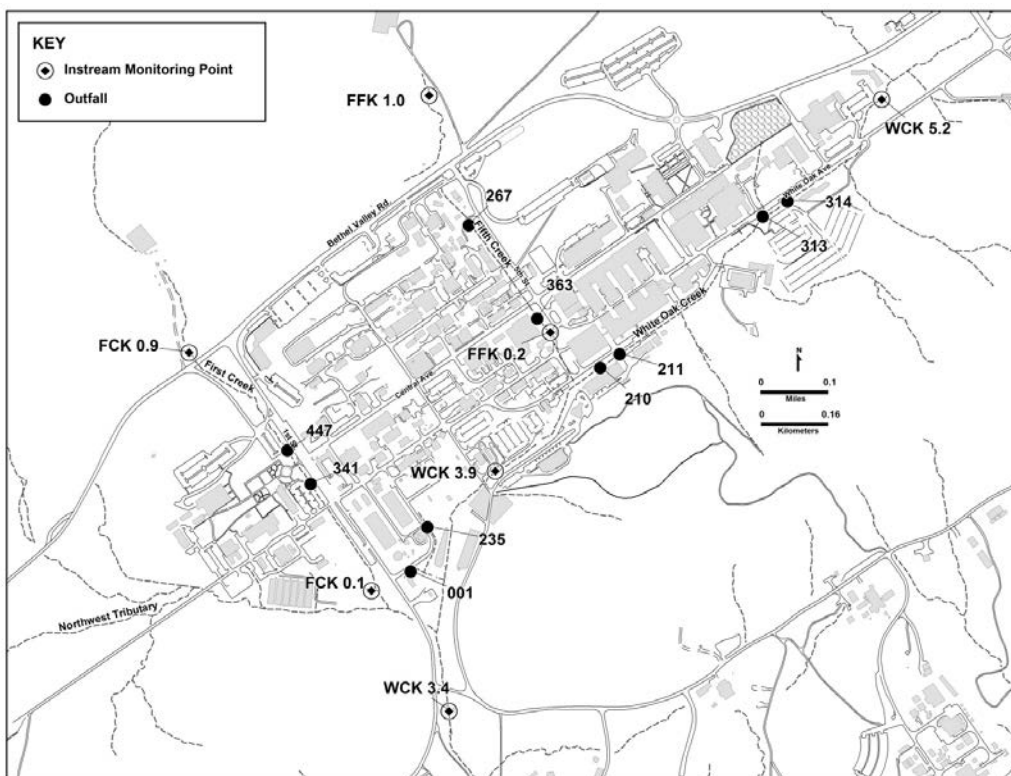 KEY
Instream Monitoring Point
Outfall
FFK 1.0
WCK 5.2
267
Bethel Valley Rd.
White Oak Ave.
314
Fifth Creek
5th St.
313
363
White Oak Creek
FCK 0.9
FFK 0.2
211
N
First Creek
Central Ave.
210
0 0.1
Miles
0 0.16
Kilometers
447
1st St.
341
WCK 3.9
235
FCK 0.1
001
Northwest Tributary
WCK 3.4